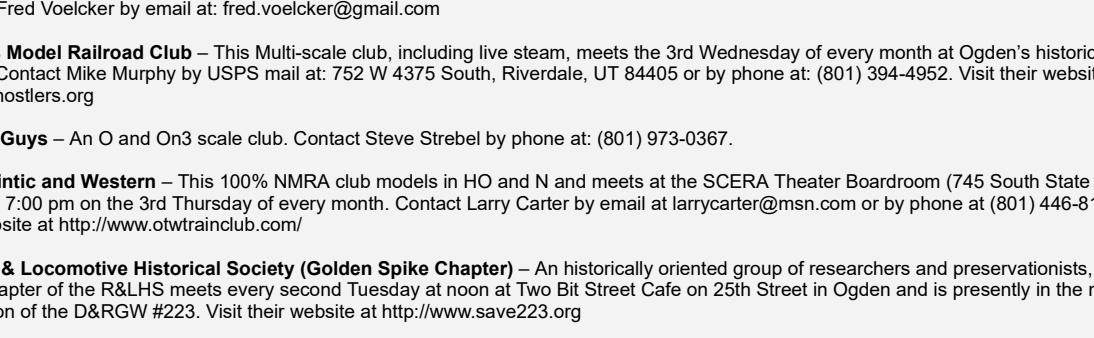 Fred Voelcker by email at: fred.voelcker@gmail.com
Model Railroad Club – This Multi-scale club, including live steam, meets the 3rd Wednesday of every month at Ogden’s historic
Contact Mike Murphy by USPS mail at: 752 W 4375 South, Riverdale, UT 84405 or by phone at: (801) 394-4952. Visit their websit
hostlers.org
Guys – An O and On3 scale club. Contact Steve Strebel by phone at: (801) 973-0367.
intic and Western – This 100% NMRA club models in HO and N and meets at the SCERA Theater Boardroom (745 South State
7:00 pm on the 3rd Thursday of every month. Contact Larry Carter by email at larrycarter@msn.com or by phone at (801) 446-81
site at http://www.otwtrainclub.com/
& Locomotive Historical Society (Golden Spike Chapter) – An historically oriented group of researchers and preservationists,
apter of the R&LHS meets every second Tuesday at noon at Two Bit Street Cafe on 25th Street in Ogden and is presently in the
on of the D&RGW #223. Visit their website at http://www.save223.org